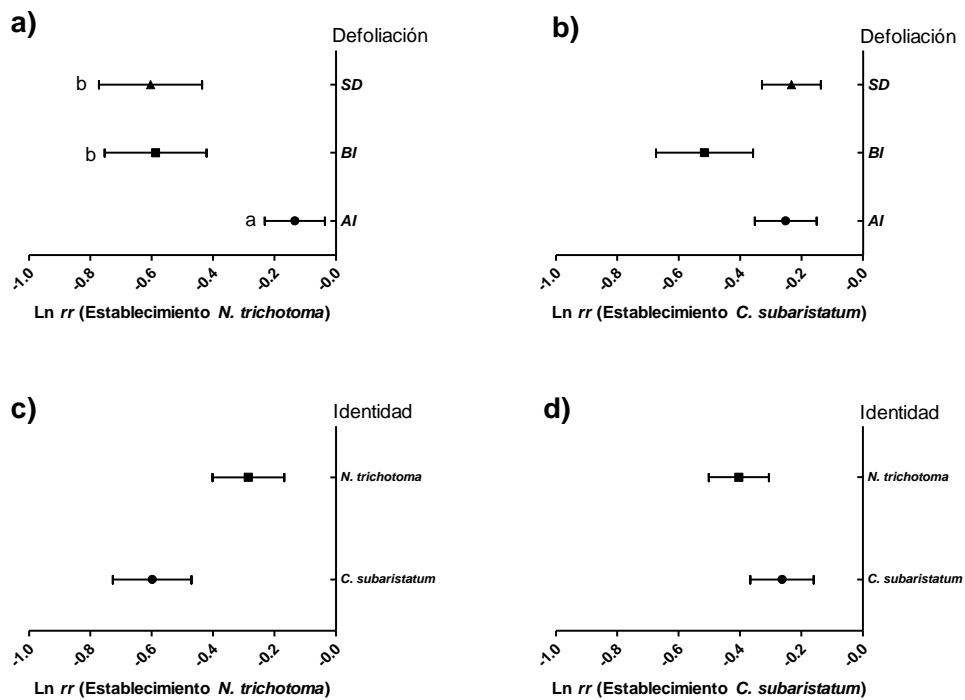 a)
Defoliación
b SD
b BI
a AI
-1.0 -0.8 -0.6 -0.4 -0.2 -0.0
Ln rr (Establecimiento N. trichotoma)
b)
Defoliación
SD
BI
AI
-1.0 -0.8 -0.6 -0.4 -0.2 -0.0
Ln rr (Establecimiento C. subaristatum)
c)
Identidad
N. trichotoma
C. subaristatum
-1.0 -0.8 -0.6 -0.4 -0.2 -0.0
Ln rr (Establecimiento N. trichotoma)
d)
Identidad
N. trichotoma
C. subaristatum
-1.0 -0.8 -0.6 -0.4 -0.2 -0.0
Ln rr (Establecimiento C. subaristatum)